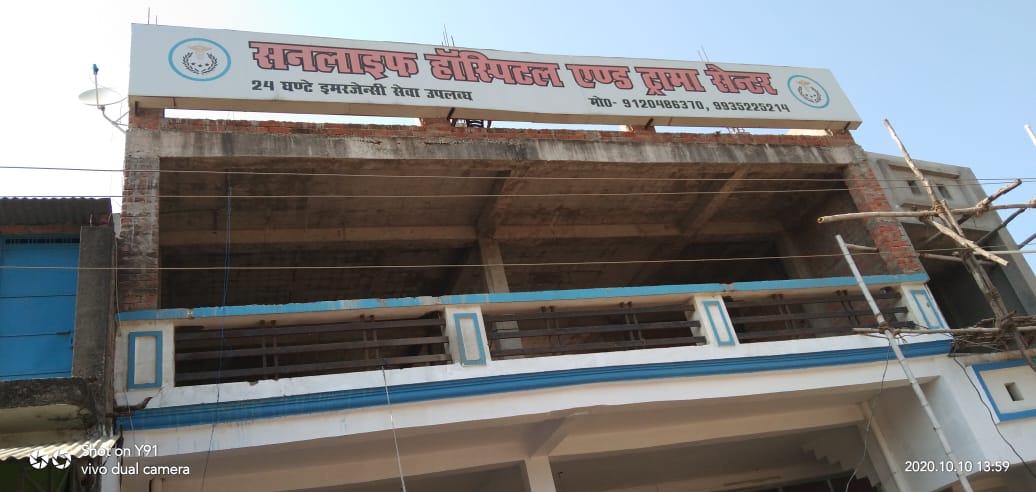 सनलाइफ हॉस्पिटल एण्ड ट्रामा सेन्टर
24 घण्टे इमरजेन्सी सेवा उपलब्ध
मो0- 9120486370, 9935225214
Shot on Y91
vivo dual camera
2020.10.10 13:59